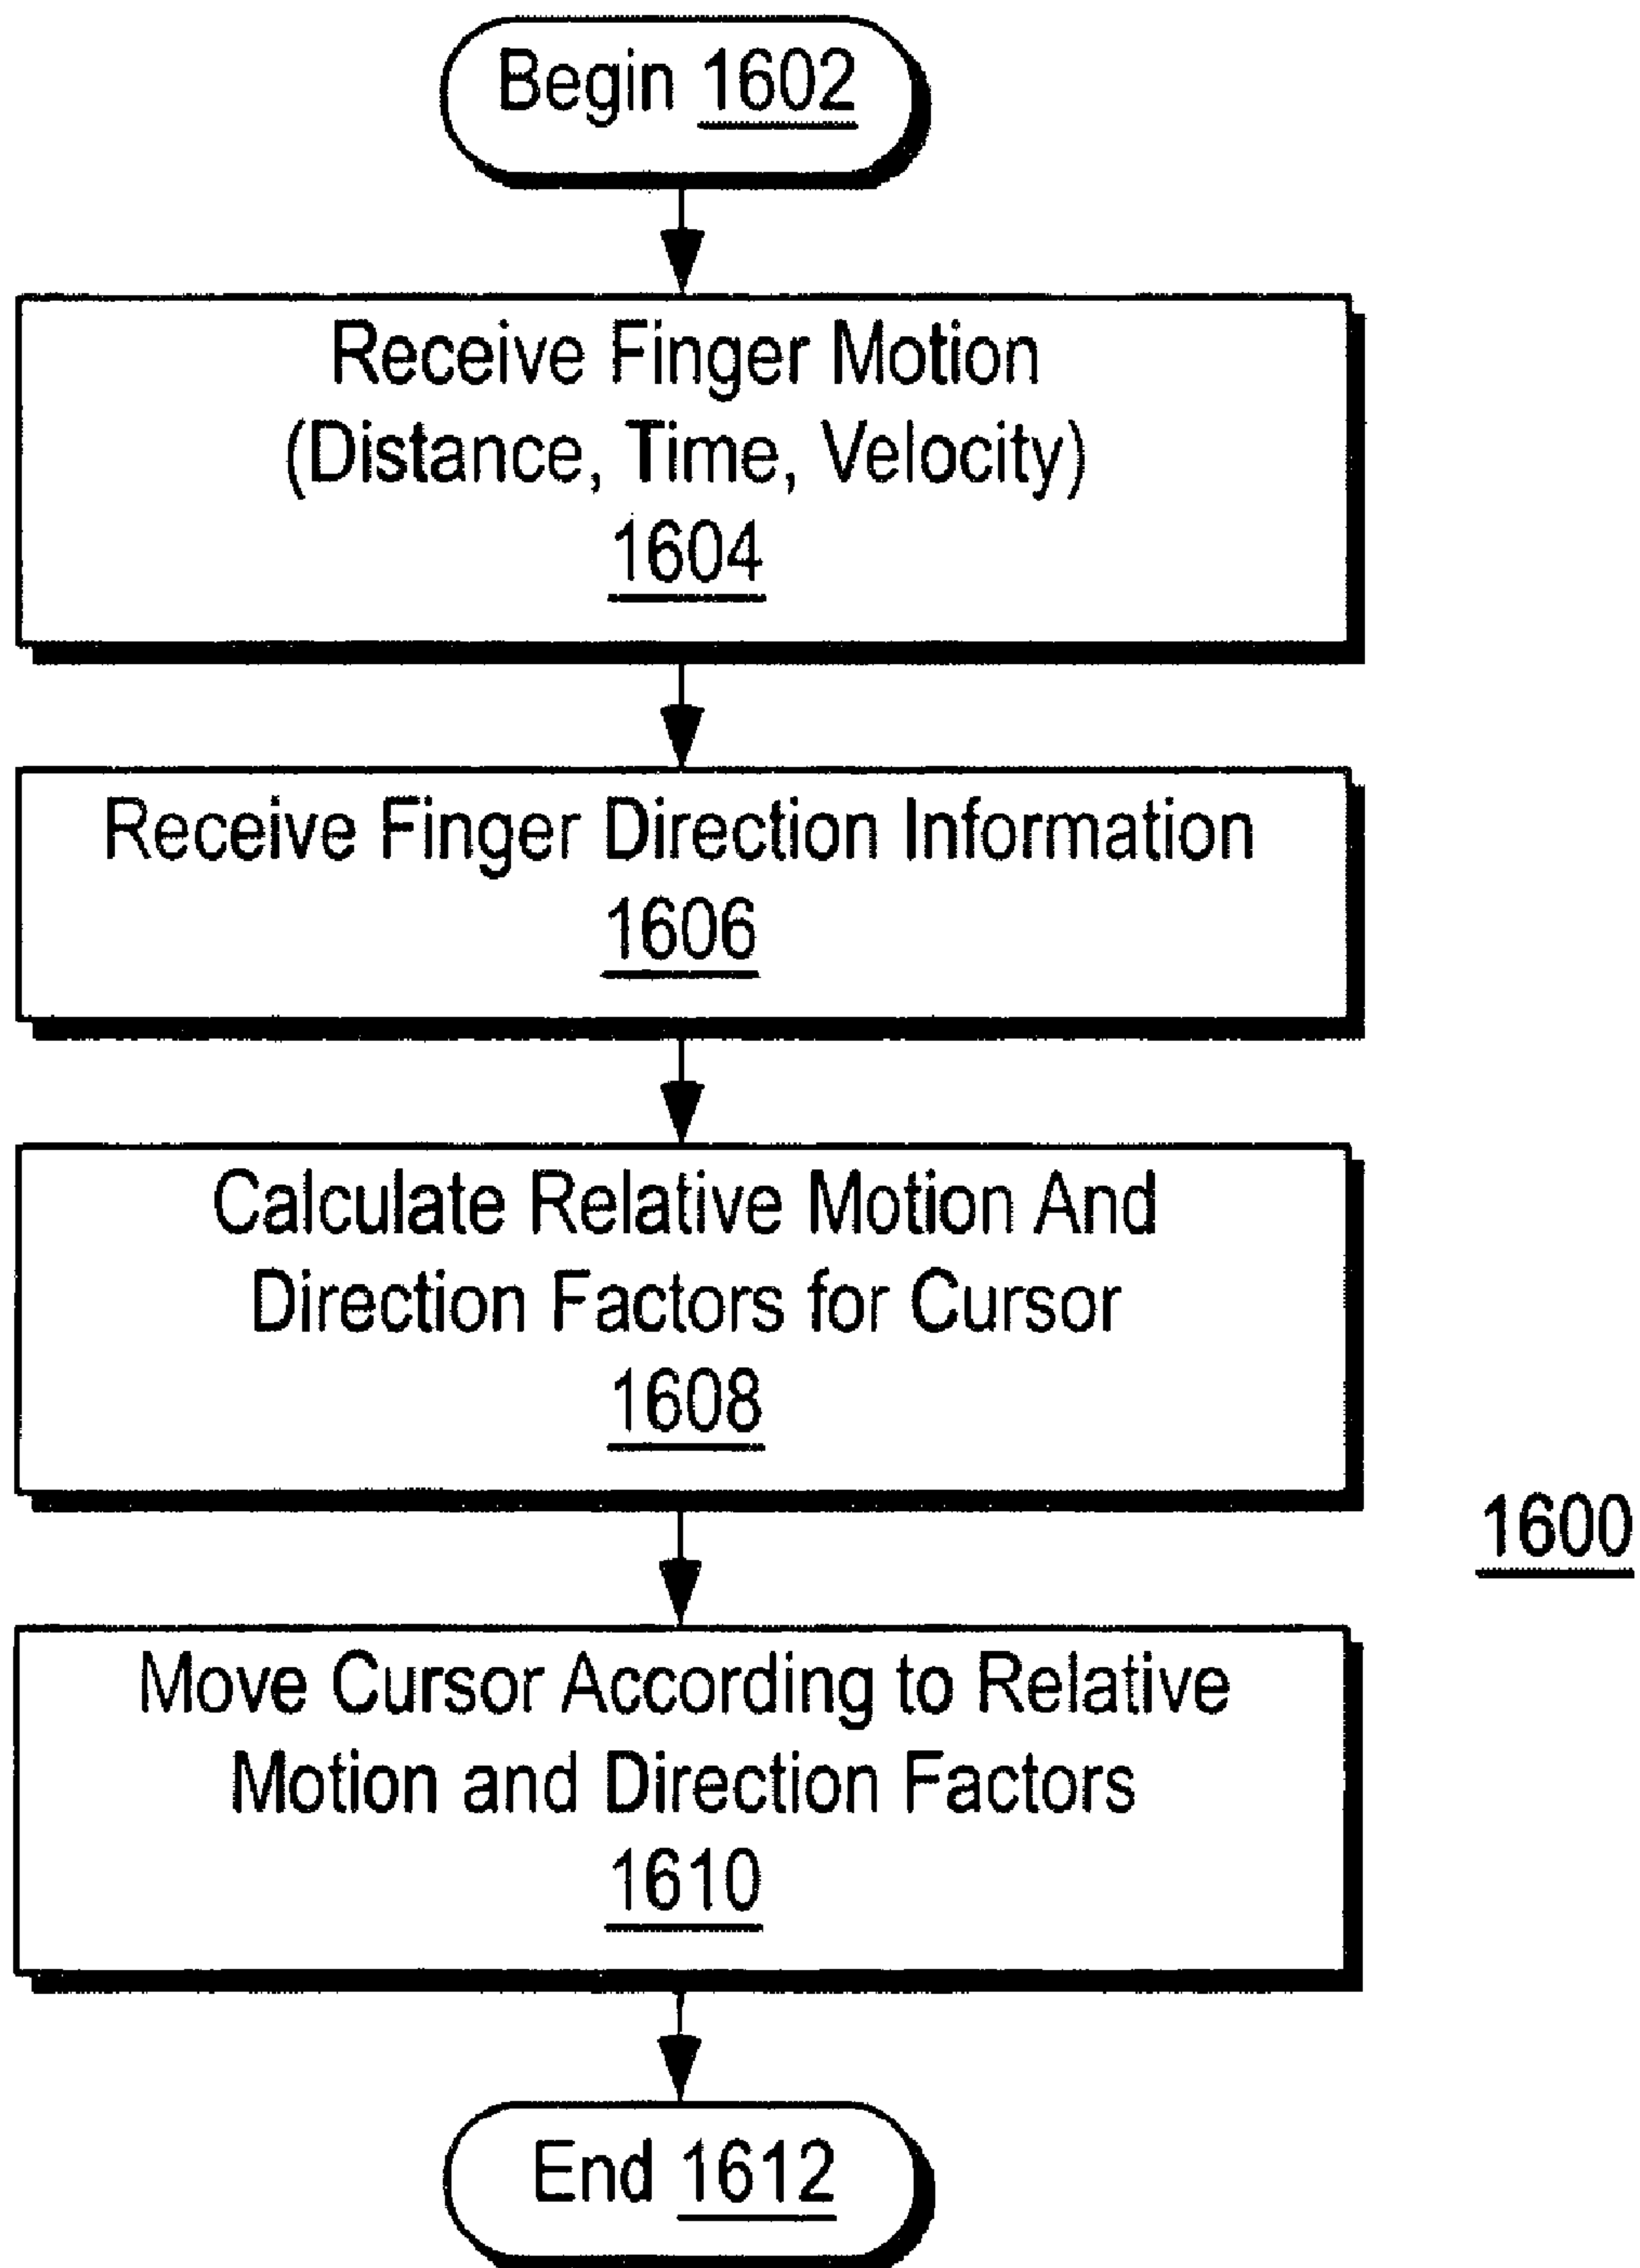 Begin 1602
Receive Finger Motion
(Distance, Time, Velocity)
1604
Receive Finger Direction Information
1606
Calculate Relative Motion And
Direction Factors for Cursor
1608
1600
Move Cursor According to Relative
Motion and Direction Factors
1610
End 1612